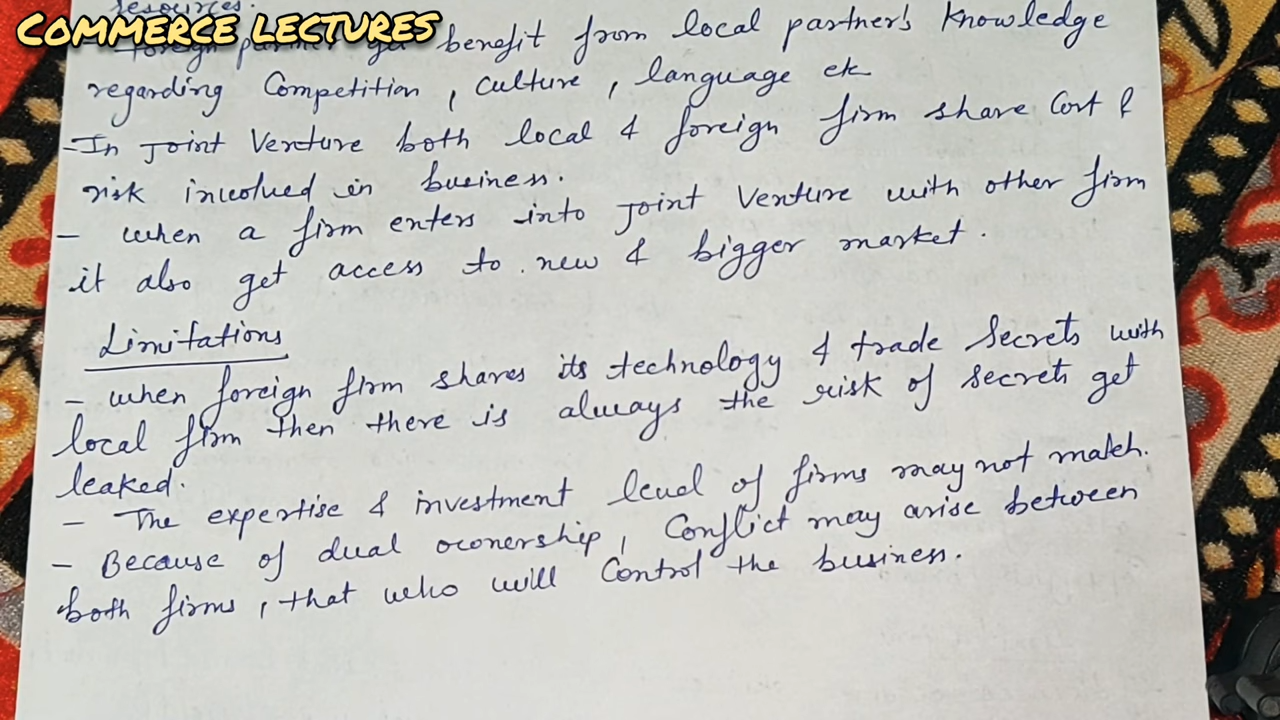 resources.
COMMERCE LECTURES
- foreign partner get benefit from local partner's knowledge
regarding Competition, culture, language etc
- In Joint Venture both local & foreign firm share Cost &
risk involved in business.
- when a firm enters into Joint Venture with other firm
it also get access to new & bigger market.
Limitations
- when foreign firm shares its technology & trade secrets with
local firm then there is always the risk of secrets get
leaked.
- The expertise & investment level of firms may not match.
- Because of dual ownership, Conflict may arise between
both firms, that who will Control the business.